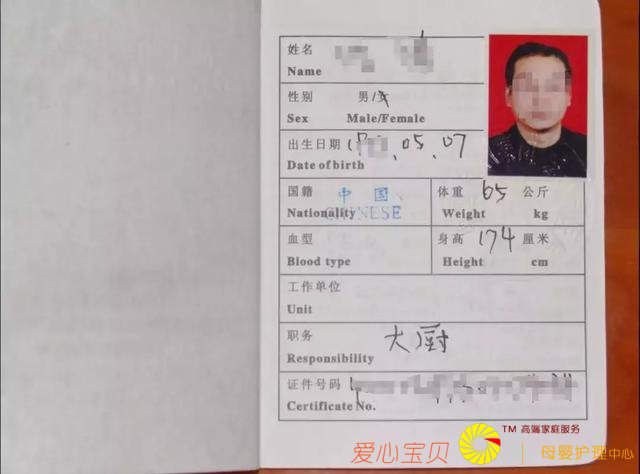 姓名
Name
性别 男/女
Sex Male/Female
出生日期 .05.07
Date of birth
国籍 中国
Nationality CHINESE
体重 65 公斤
Weight kg
血型
Blood type
身高 174 厘米
Height cm
工作单位
Unit
职务 大厨
Responsibility
证件号码
Certificate No.
爱心宝贝 TM 高端家庭服务
母婴护理中心